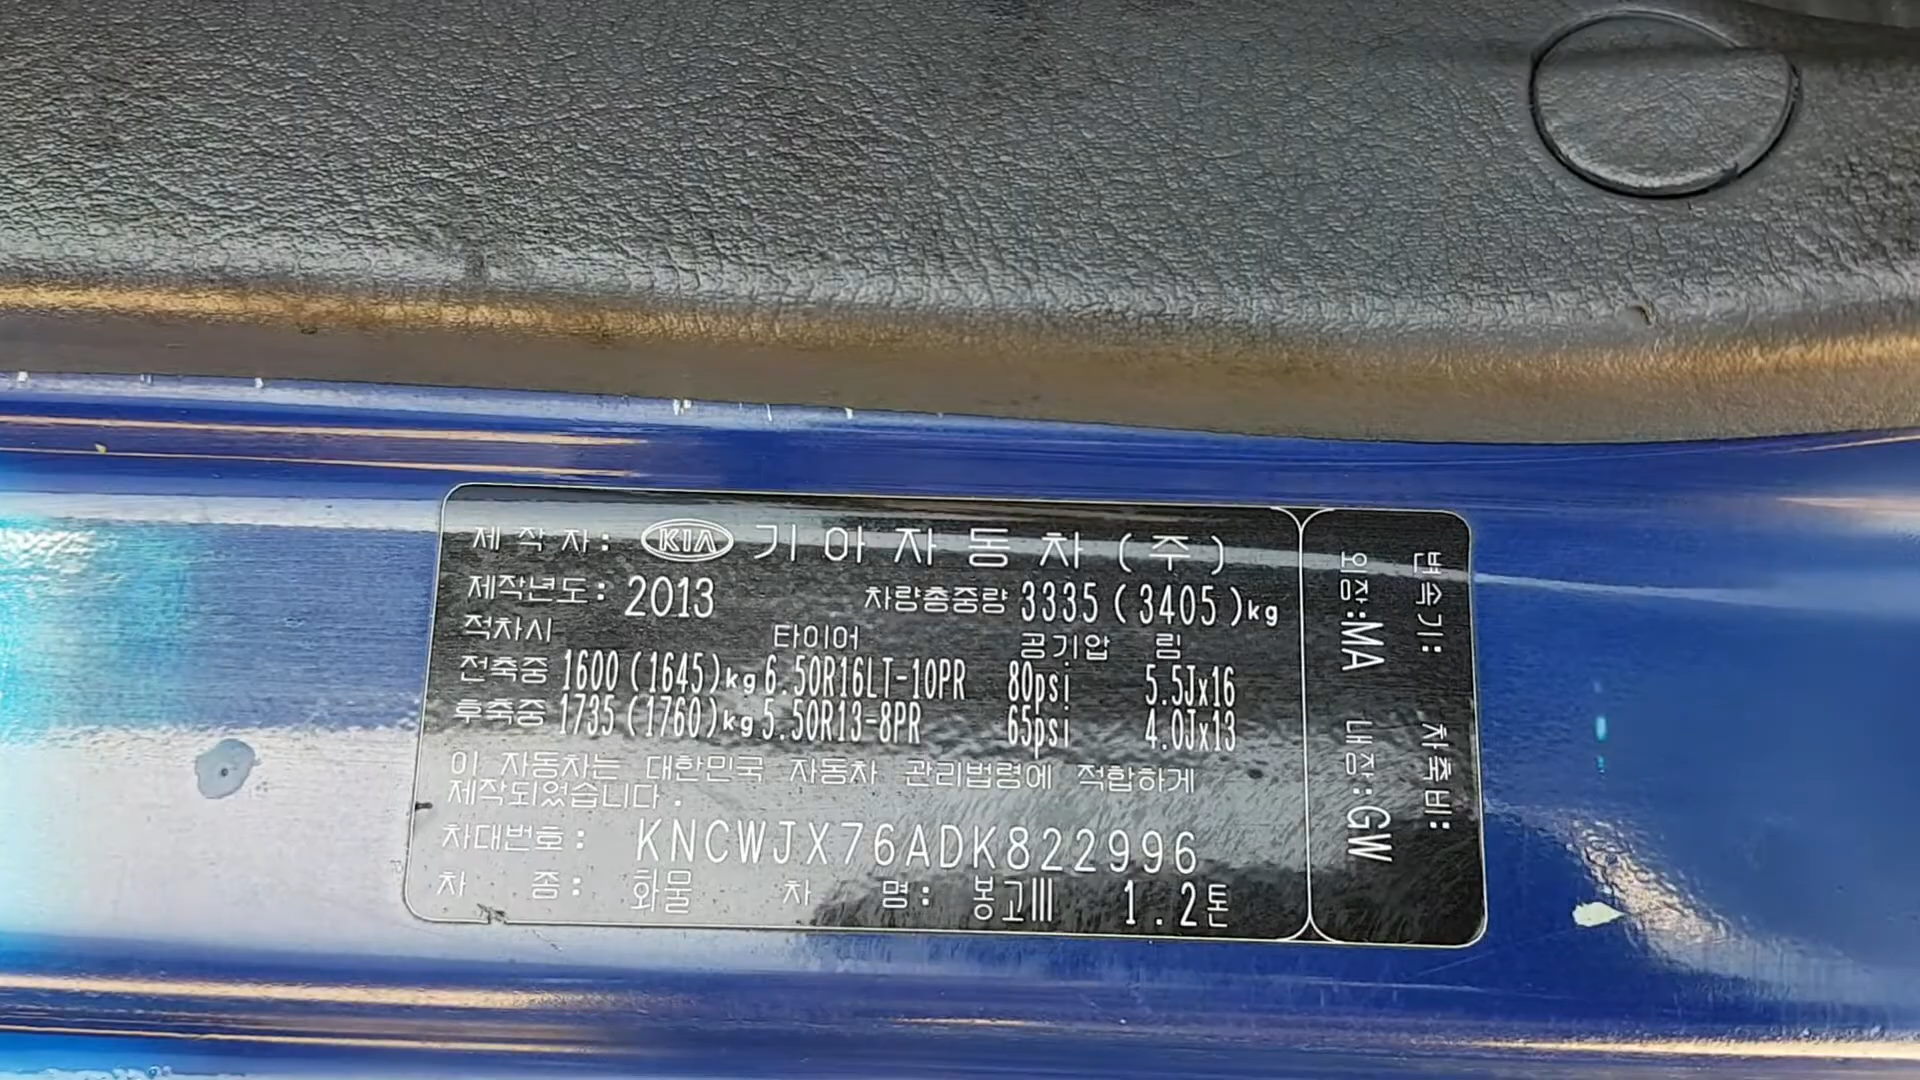 제 작 자: KIA 기 아 자 동 차 (주)
제작년도: 2013 차량총중량 3335 (3405)kg
적차시 타이어 공기압 림
전축중 1600 (1645)kg 6.50R16LT-10PR 80psi 5.5Jx16
후축중 1735 (1760)kg 5.50R13-8PR 65psi 4.0Jx13
이 자동차는 대한민국 자동차 관리법령에 적합하게
제작되었습니다.
차대번호: KNCWJX76ADK822996
차 종: 화물 차 명: 봉고III 1.2톤
변속기: 차축비:
외장:MA 내장:GW